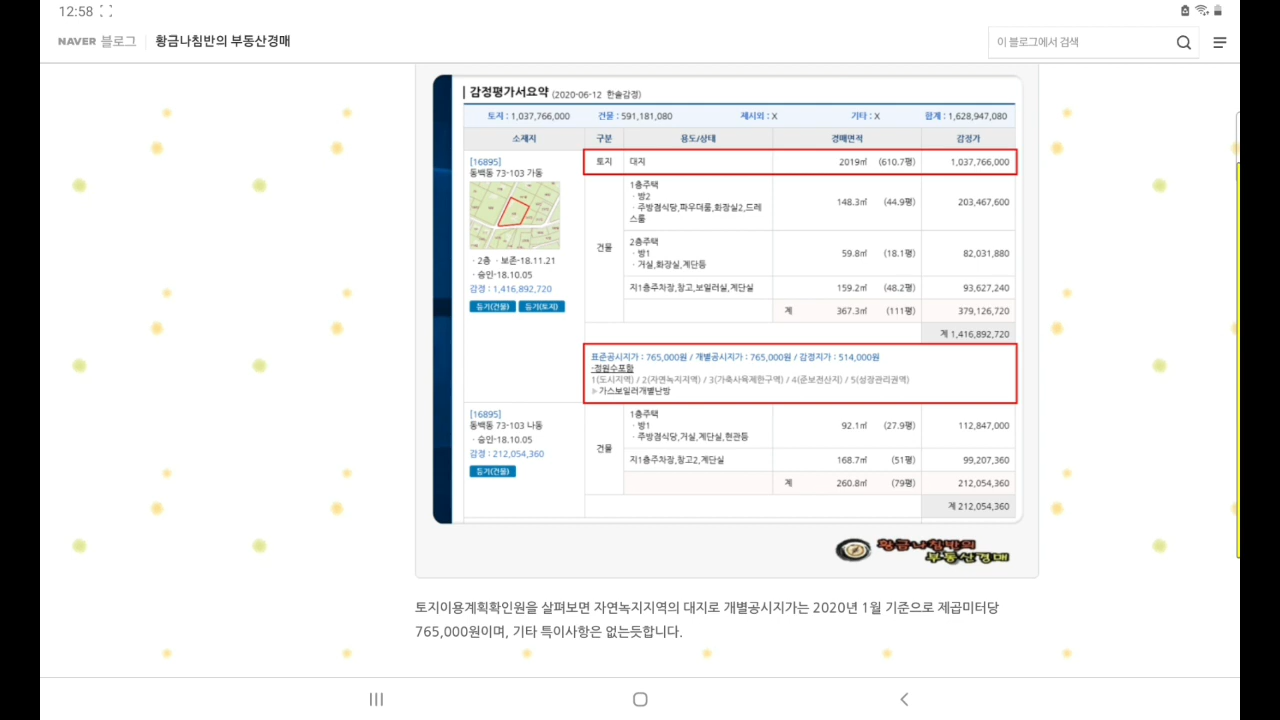 12:58
NAVER 블로그 황금나침반의 부동산경매
이 블로그에서 검색
감정평가서요약 (2020-06-12 한솔감정)
토지 : 1,037,766,000 건물 : 591,181,080 제시외 : X 기타 : X 합계 : 1,628,947,080
소재지 구분 용도/상태 경매면적 감정가
[16895]
동백동 73-103 가동
· 2층 · 보존-18.11.21
· 승인-18.10.05
감정 : 1,416,892,720
등기(건물) 등기(토지)
토지 대지 2019㎡ (610.7평) 1,037,766,000
건물
1층주택
· 방2
· 주방겸식당,파우더룸,화장실2,드레
스룸
148.3㎡ (44.9평) 203,467,600
2층주택
· 방1
· 거실,화장실,계단등
59.8㎡ (18.1평) 82,031,880
지1층주차장,창고,보일러실,계단실 159.2㎡ (48.2평) 93,627,240
계 367.3㎡ (111평) 379,126,720
계 1,416,892,720
표준공시지가 : 765,000원 / 개별공시지가 : 765,000원 / 감정지가 : 514,000원
-정원수포함
1(도시지역) / 2(자연녹지지역) / 3(가축사육제한구역) / 4(준보전산지) / 5(성장관리권역)
▹가스보일러개별난방
[16895]
동백동 73-103 나동
· 승인-18.10.05
감정 : 212,054,360
등기(건물)
건물
1층주택
· 방1
· 주방겸식당,거실,계단실,현관등
92.1㎡ (27.9평) 112,847,000
지1층주차장,창고2,계단실 168.7㎡ (51평) 99,207,360
계 260.8㎡ (79평) 212,054,360
계 212,054,360
황금나침반의
부동산경매
토지이용계획확인원을 살펴보면 자연녹지지역의 대지로 개별공시지가는 2020년 1월 기준으로 제곱미터당
765,000원이며, 기타 특이사항은 없는듯합니다.